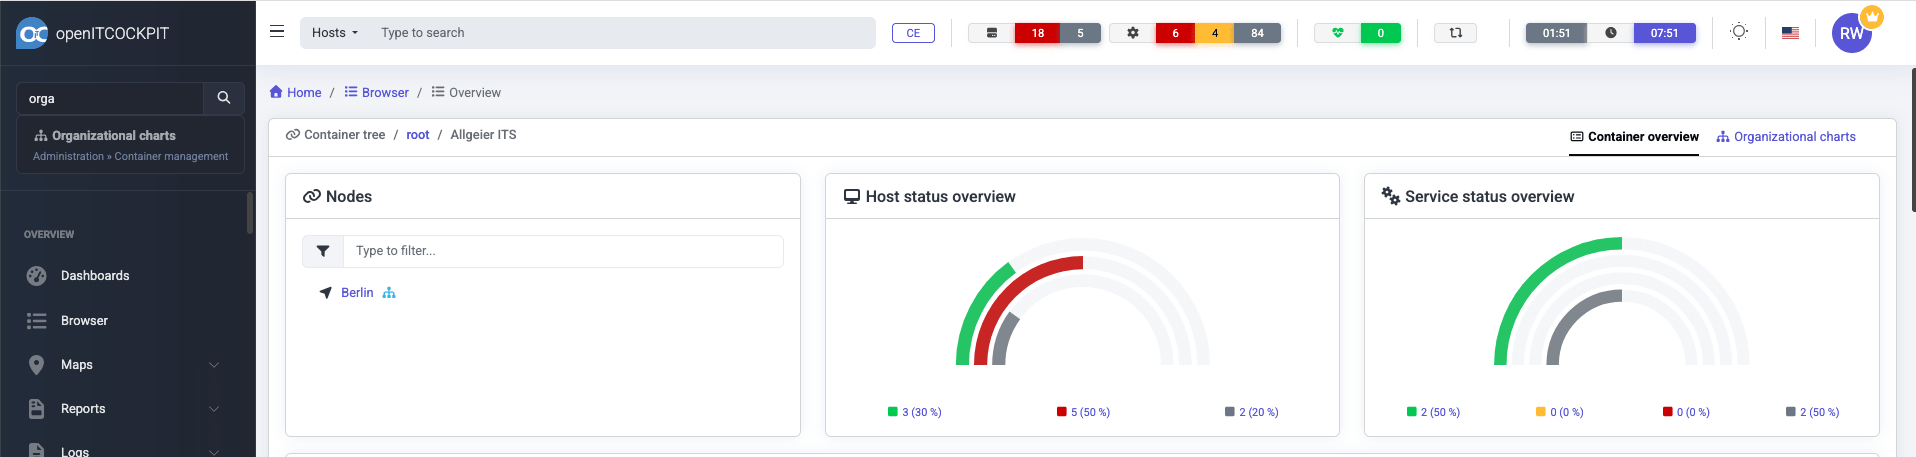 openITCOCKPIT
Hosts
Type to search
CE
18
5
6
4
84
0
01:51
07:51
RW
orga
Organizational charts
Administration » Container management
OVERVIEW
Dashboards
Browser
Maps
Reports
Logs
Home / Browser / Overview
Container tree / root / Allgeier ITS
Container overview
Organizational charts
Nodes
Type to filter...
Berlin
Host status overview
3 (30 %)
5 (50 %)
2 (20 %)
Service status overview
2 (50 %)
0 (0 %)
0 (0 %)
2 (50 %)